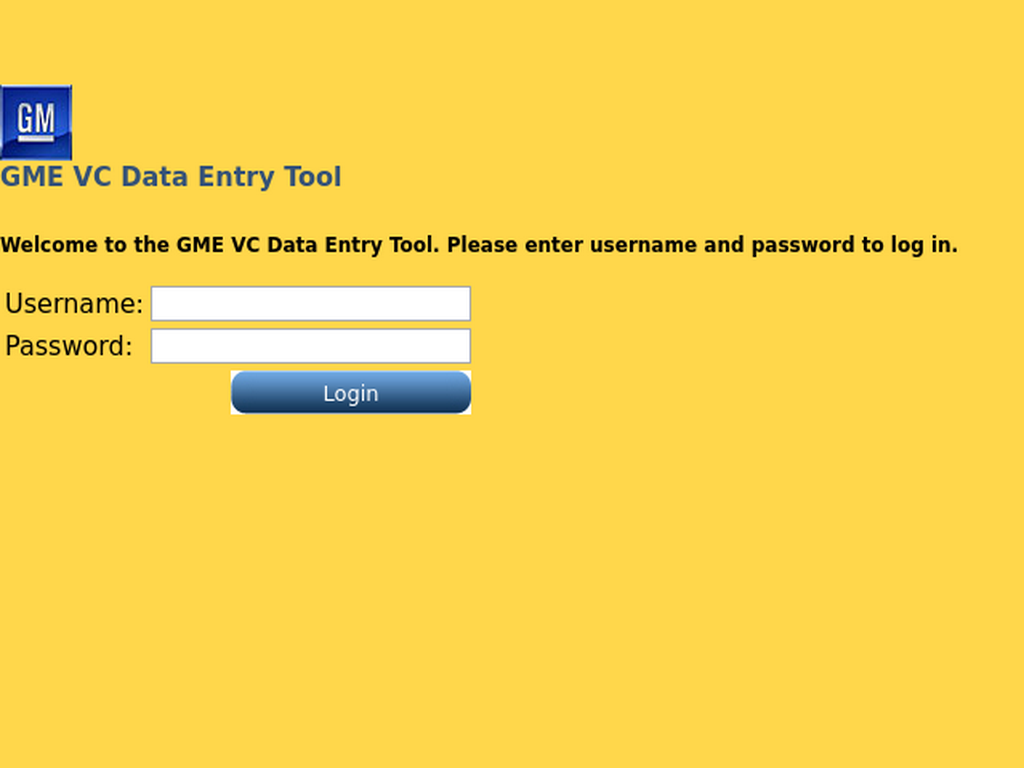 GM
GME VC Data Entry Tool
Welcome to the GME VC Data Entry Tool. Please enter username and password to log in.
Username:
Password:
Login